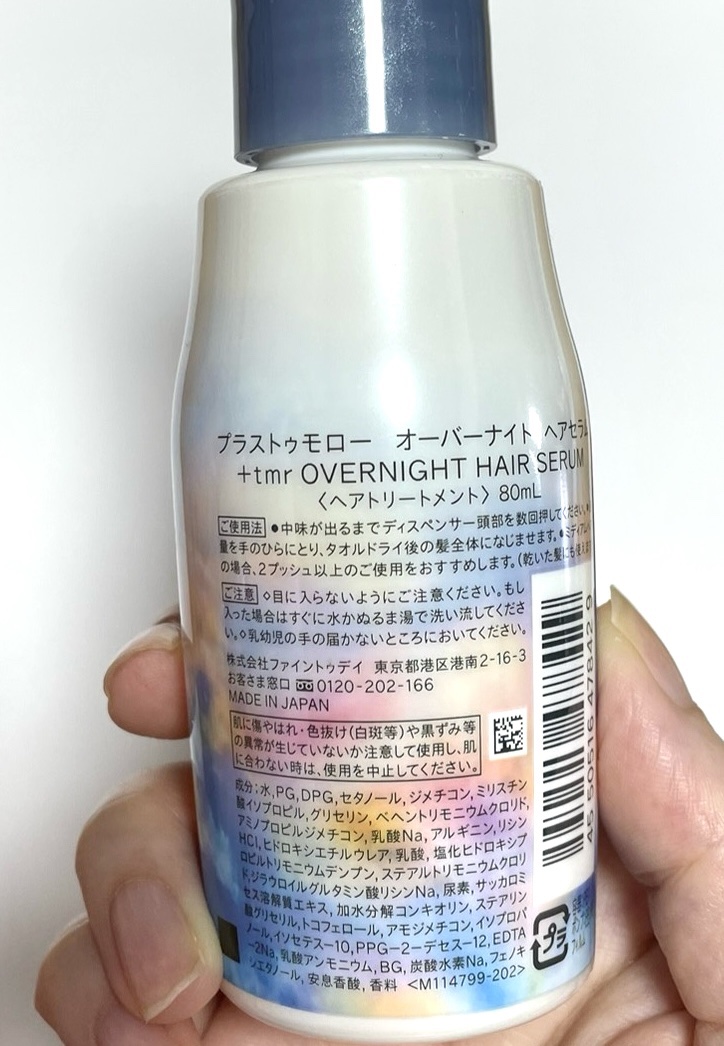 プラストゥモロー オーバーナイト ヘアセラム
+tmr OVERNIGHT HAIR SERUM
〈ヘアトリートメント〉80mL
ご使用法 ●中味が出るまでディスペンサー頭部を数回押してください。
量を手のひらにとり、タオルドライ後の髪全体になじませます。●ミディアム
の場合、2プッシュ以上のご使用をおすすめします。(乾いた髪にも使え
ご注意 ◇目に入らないようにご注意ください。もし
入った場合はすぐに水かぬるま湯で洗い流してくださ
い。◇乳幼児の手の届かないところにおいてください。
株式会社ファイントゥデイ 東京都港区港南2-16-3
お客さま窓口 0120-202-166
MADE IN JAPAN
肌に傷やはれ・色抜け(白斑等)や黒ずみ等
の異常が生じていないか注意して使用し、肌
に合わない時は、使用を中止してください。
成分：水,PG,DPG,セタノール,ジメチコン,ミリスチン
酸イソプロピル,グリセリン,ベヘントリモニウムクロリド,
アミノプロピルジメチコン,乳酸Na,アルギニン,リシン
HCl,ヒドロキシエチルウレア,乳酸,塩化ヒドロキシプ
ロピルトリモニウムデンプン,ステアルトリモニウムクロリ
ド,ジラウロイルグルタミン酸リシンNa,尿素,サッカロミ
セス溶解質エキス,加水分解コンキオリン,ステアリン
酸グリセリル,トコフェロール,アモジメチコン,イソプロパ
ノール,イソセテス-10,PPG-2-デセス-12,EDTA
-2Na,乳酸アンモニウム,BG,炭酸水素Na,フェノキ
シエタノール,安息香酸,香料 <M114799-202>
プラ